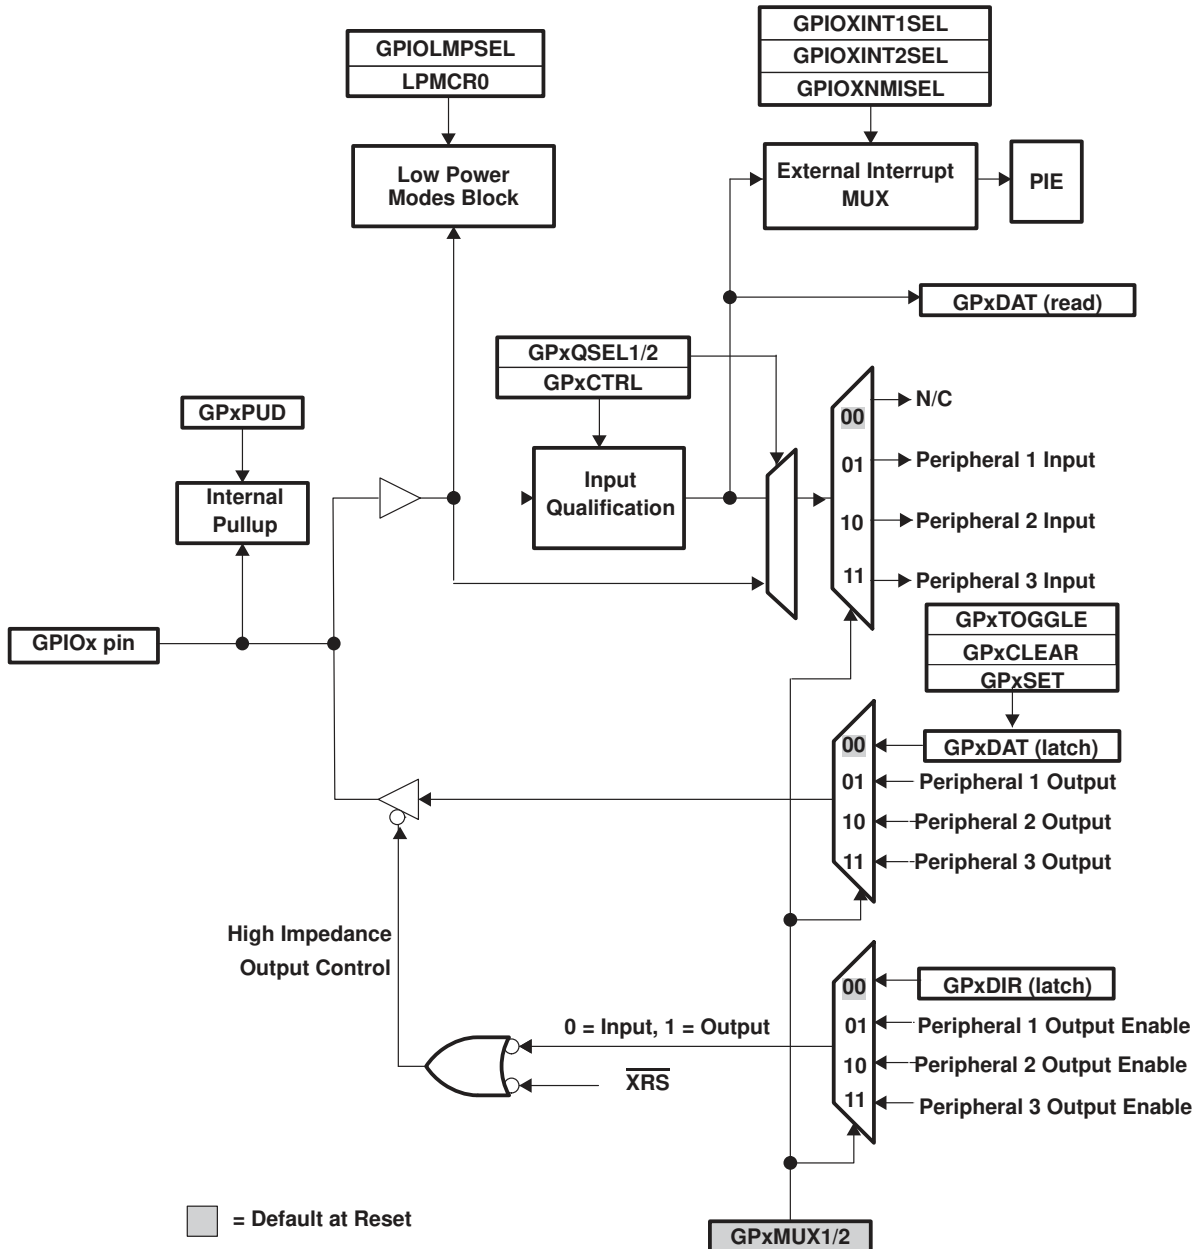 GPIOLMPSEL
LPMCR0
Low Power
Modes Block
GPIOXINT1SEL
GPIOXINT2SEL
GPIOXNMISEL
External Interrupt
MUX
PIE
GPxDAT (read)
GPxQSEL1/2
GPxCTRL
GPxPUD
Internal
Pullup
Input
Qualification
00
01
10
11
N/C
Peripheral 1 Input
Peripheral 2 Input
Peripheral 3 Input
GPIOx pin
GPxTOGGLE
GPxCLEAR
GPxSET
GPxDAT (latch)
00
01
10
11
Peripheral 1 Output
Peripheral 2 Output
Peripheral 3 Output
High Impedance
Output Control
00
01
10
11
GPxDIR (latch)
Peripheral 1 Output Enable
Peripheral 2 Output Enable
Peripheral 3 Output Enable
0 = Input, 1 = Output
XRS
= Default at Reset
GPxMUX1/2